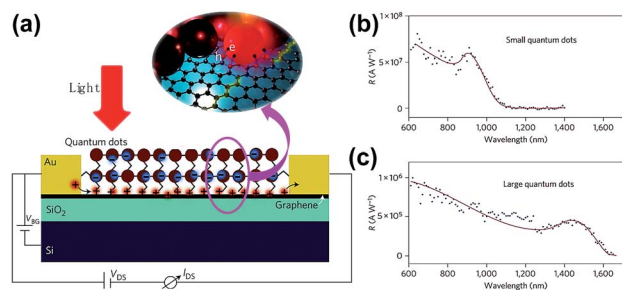 (a)
Light
e
h
Quantum dots
Au
Graphene
SiO2
Si
VBG
VDS
IDS
(b)
1×10⁸
Small quantum dots
R (A W⁻¹)
5×10⁷
0
600 800 1,000 1,200 1,400 1,600
λ (nm)
(c)
1×10⁶
Large quantum dots
R (A W⁻¹)
5×10⁵
0
600 800 1,000 1,200 1,400 1,600
λ (nm)